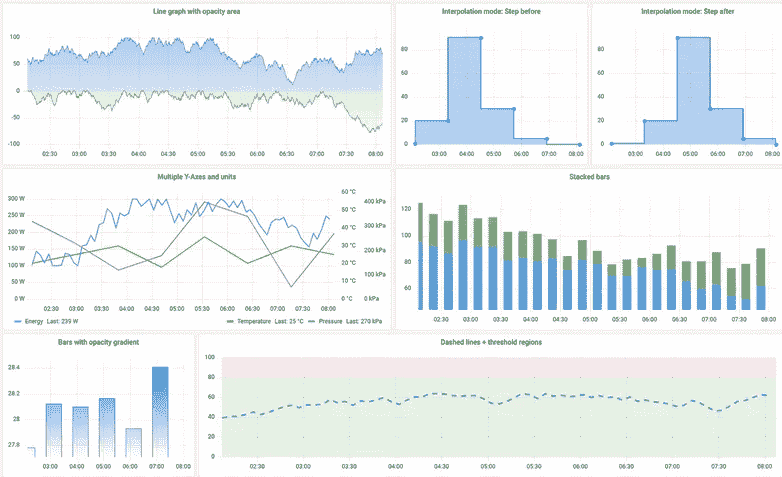 Line graph with opacity area
100
50
0
-50
-100
02:30 03:00 03:30 04:00 04:30 05:00 05:30 06:00 06:30 07:00 07:30 08:00
Interpolation mode: Step before
80
60
40
20
0
03:00 04:00 05:00 06:00 07:00 08:00
Interpolation mode: Step after
80
60
40
20
0
03:00 04:00 05:00 06:00 07:00 08:00
Multiple Y-Azes and units
300 W
250 W
200 W
150 W
100 W
50 W
0 W
60 °C
50 °C
40 °C
30 °C
20 °C
10 °C
0 °C
400 kPa
300 kPa
200 kPa
100 kPa
0 kPa
02:30 03:00 03:30 04:00 04:30 05:00 05:30 06:00 06:30 07:00 07:30 08:00
Energy Last: 239 W Temperature Last: 25 °C Pressure Last: 270 kPa
Stacked bars
120
100
80
60
02:30 03:00 03:30 04:00 04:30 05:00 05:30 06:00 06:30 07:00 07:30 08:00
Bars with opacity gradient
28.4
28.2
28
27.8
03:00 04:00 05:00 06:00 07:00 08:00
Dashed lines + threshold regions
100
80
60
40
20
0
02:30 03:00 03:30 04:00 04:30 05:00 05:30 06:00 06:30 07:00 07:30 08:00